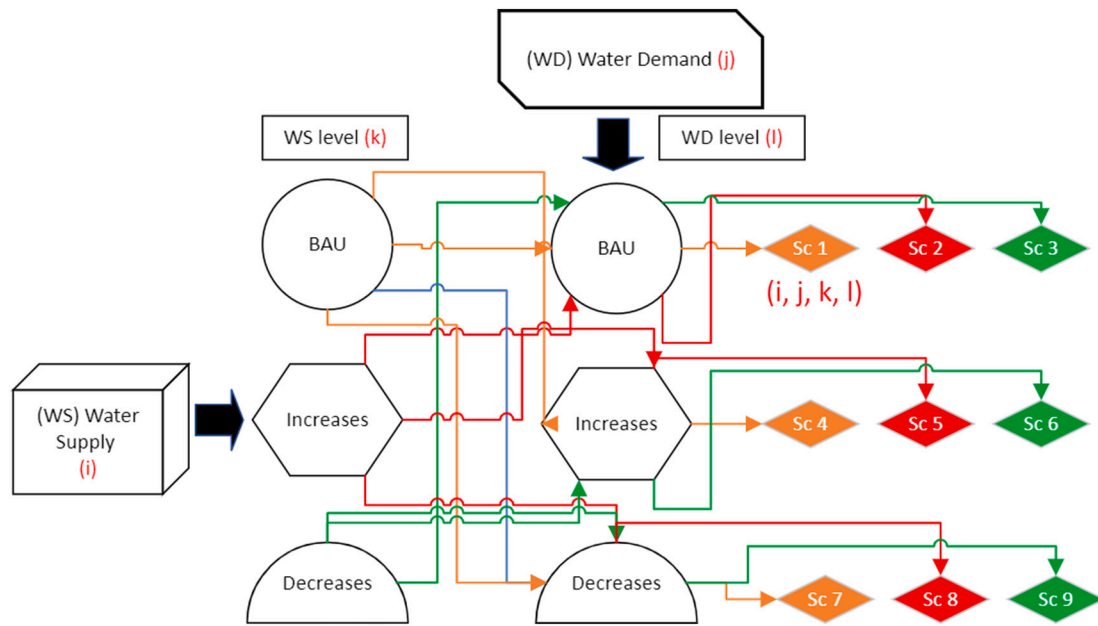 (WD) Water Demand (j)
WS level (k)
WD level (l)
BAU
BAU
Sc 1
Sc 2
Sc 3
(i, j, k, l)
(WS) Water
Supply
(i)
Increases
Increases
Sc 4
Sc 5
Sc 6
Decreases
Decreases
Sc 7
Sc 8
Sc 9